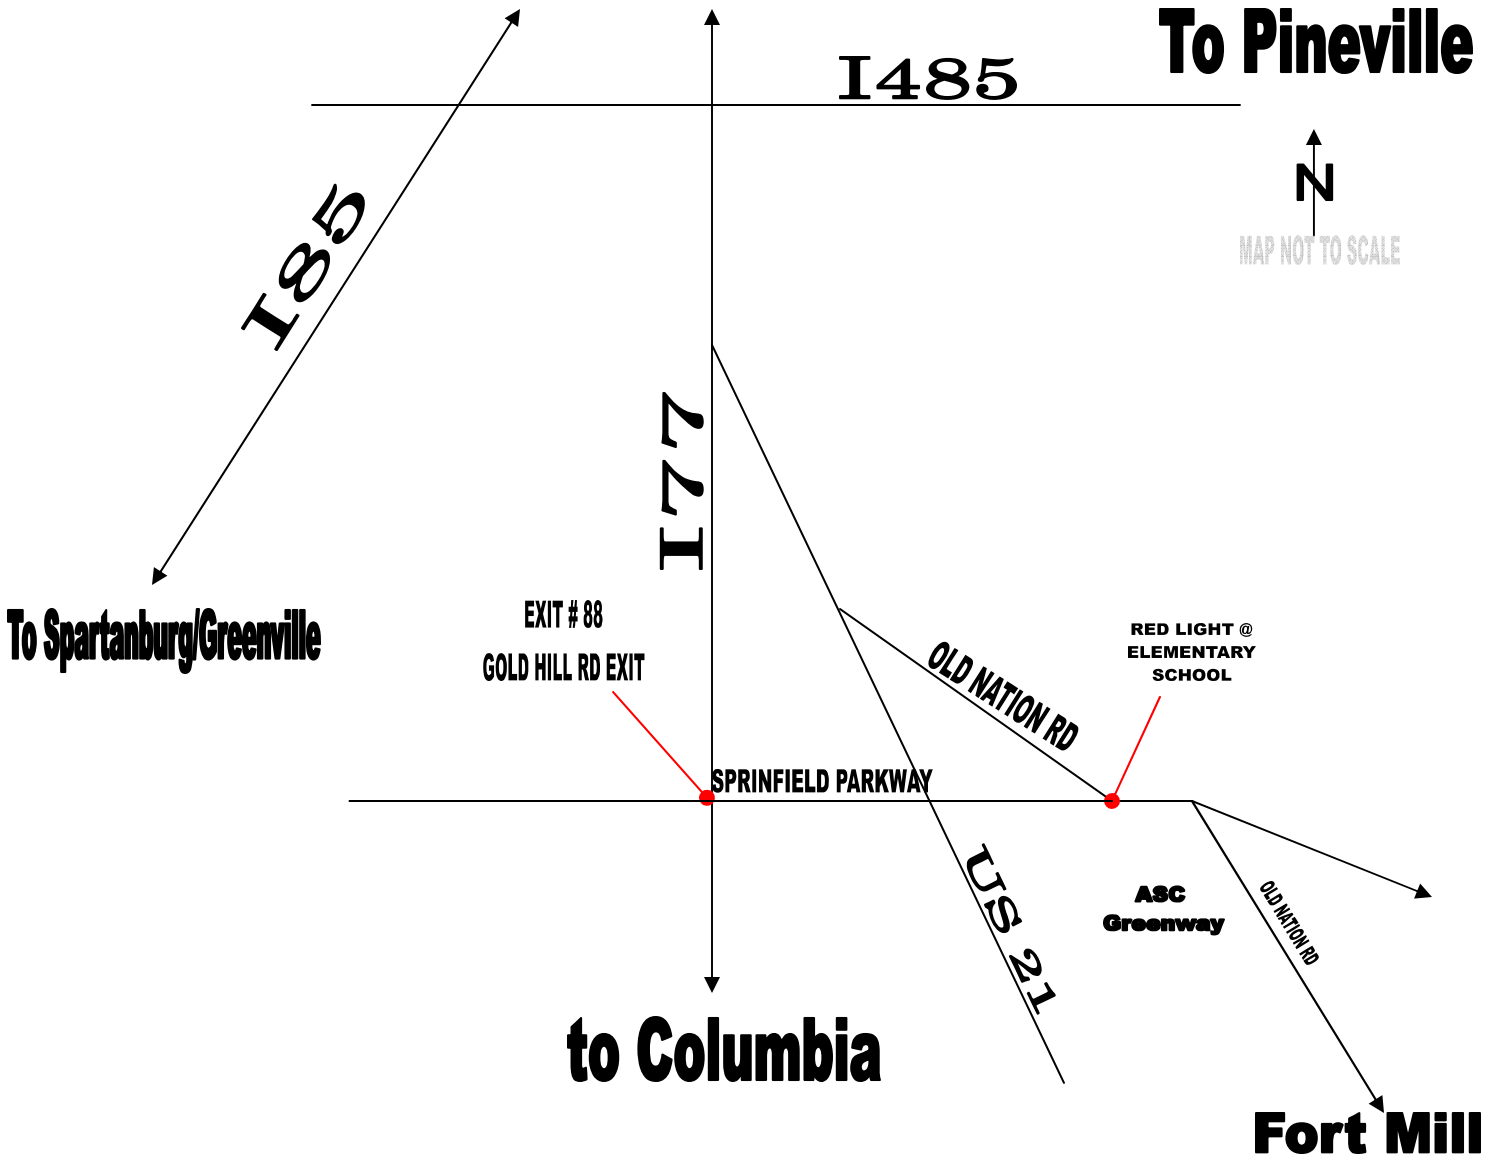 To Pineville
I485
N
MAP NOT TO SCALE
I85
I77
EXIT # 88
GOLD HILL RD EXIT
To Spartanburg/Greenville
RED LIGHT @
ELEMENTARY
SCHOOL
OLD NATION RD
SPRINFIELD PARKWAY
US 21
ASC
Greenway
OLD NATION RD
to Columbia
Fort Mill